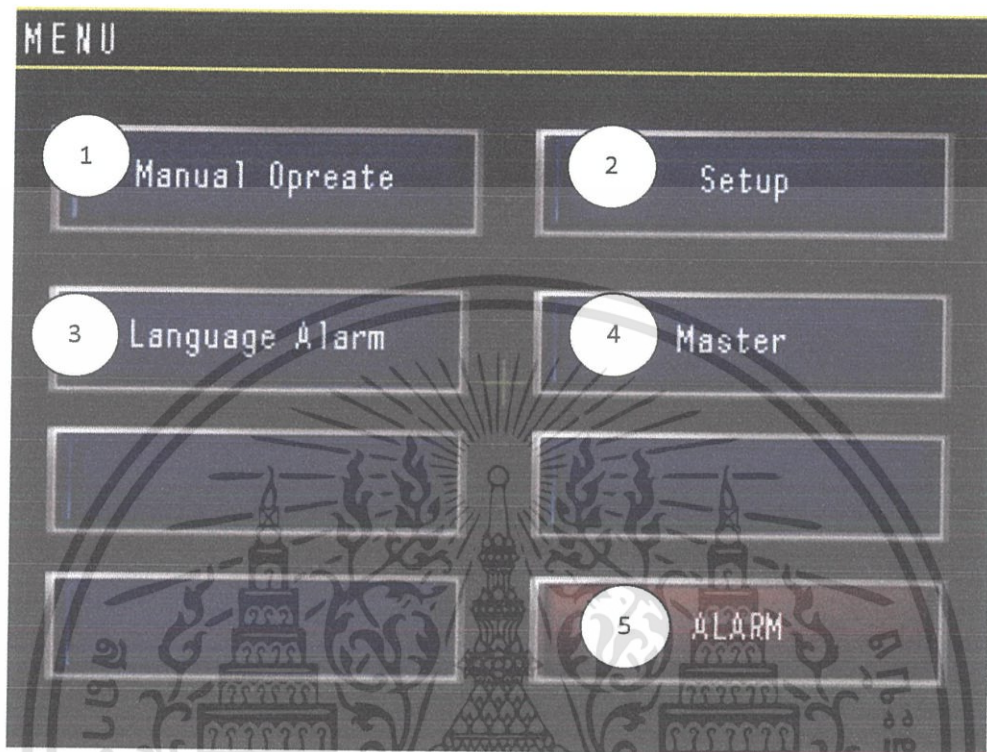 MENU
1 Manual Opreate
2 Setup
3 Language Alarm
4 Master
5 ALARM